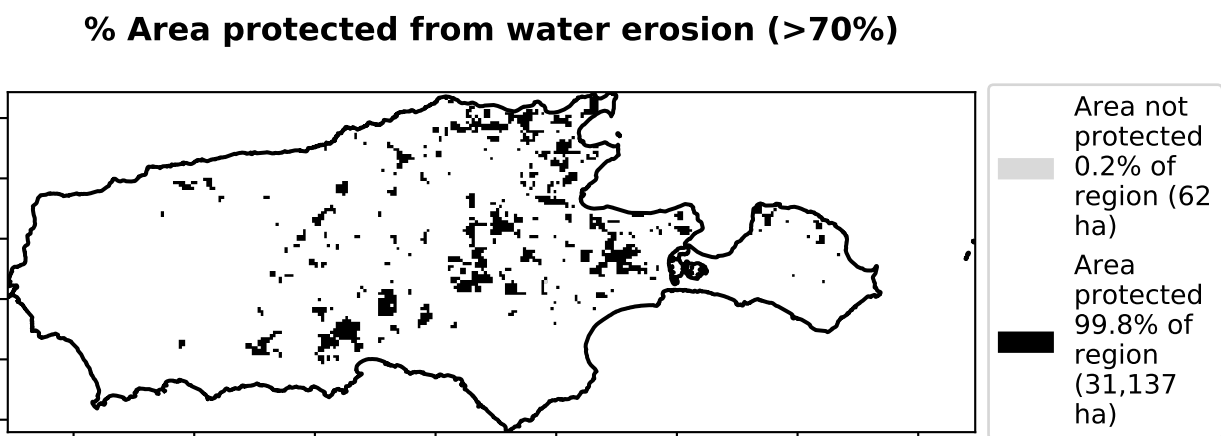 % Area protected from water erosion (>70%)
Area not
protected
0.2% of
region (62
ha)
Area
protected
99.8% of
region
(31,137
ha)